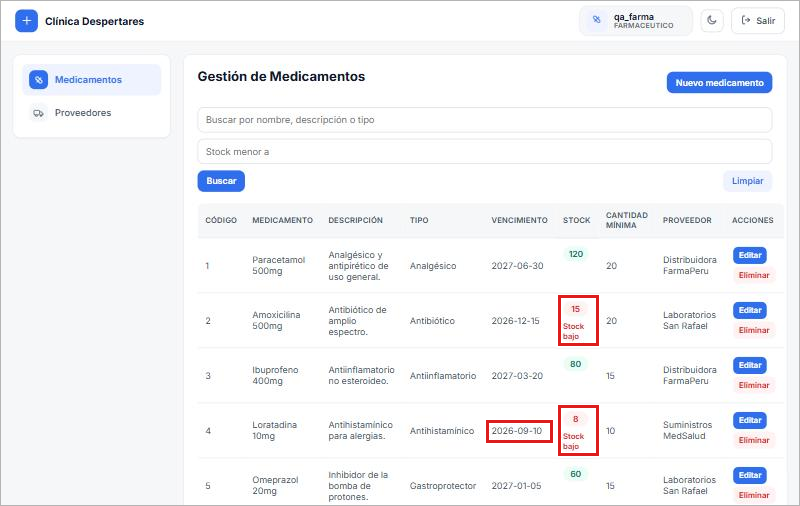 Clínica Despertares
qa_farma
FARMACEUTICO
Salir
Medicamentos
Proveedores
Gestión de Medicamentos
Nuevo medicamento
Buscar por nombre, descripción o tipo
Stock menor a
Buscar
Limpiar
CÓDIGO MEDICAMENTO DESCRIPCIÓN TIPO VENCIMIENTO STOCK CANTIDAD MÍNIMA PROVEEDOR ACCIONES
1 Paracetamol 500mg Analgésico y antipirético de uso general. Analgésico 2027-06-30 120 20 Distribuidora FarmaPeru Editar Eliminar
2 Amoxicilina 500mg Antibiótico de amplio espectro. Antibiótico 2026-12-15 15 Stock bajo 20 Laboratorios San Rafael Editar Eliminar
3 Ibuprofeno 400mg Antiinflamatorio no esteroideo. Antiinflamatorio 2027-03-20 80 15 Distribuidora FarmaPeru Editar Eliminar
4 Loratadina 10mg Antihistamínico para alergias. Antihistamínico 2026-09-10 8 Stock bajo 10 Suministros MedSalud Editar Eliminar
5 Omeprazol 20mg Inhibidor de la bomba de protones. Gastroprotector 2027-01-05 60 15 Laboratorios San Rafael Editar Eliminar